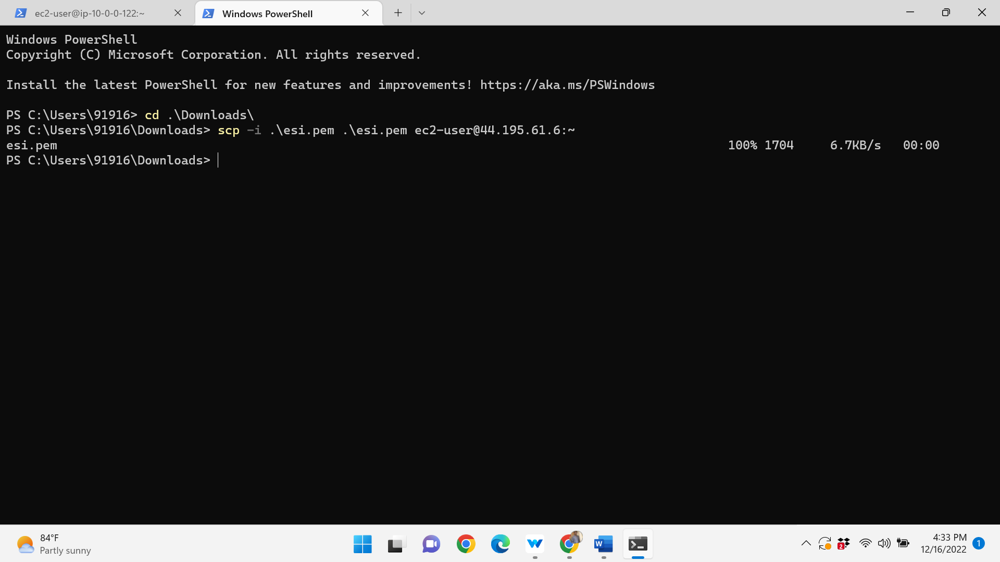 ec2-user@ip-10-0-0-122:~
Windows PowerShell
Windows PowerShell
Copyright (C) Microsoft Corporation. All rights reserved.
Install the latest PowerShell for new features and improvements! https://aka.ms/PSWindows
PS C:\Users\91916> cd .\Downloads\
PS C:\Users\91916\Downloads> scp -i .\esi.pem .\esi.pem ec2-user@44.195.61.6:~
esi.pem 100% 1704 6.7KB/s 00:00
PS C:\Users\91916\Downloads>
84°F
Partly sunny
W
2
4:33 PM
12/16/2022
1